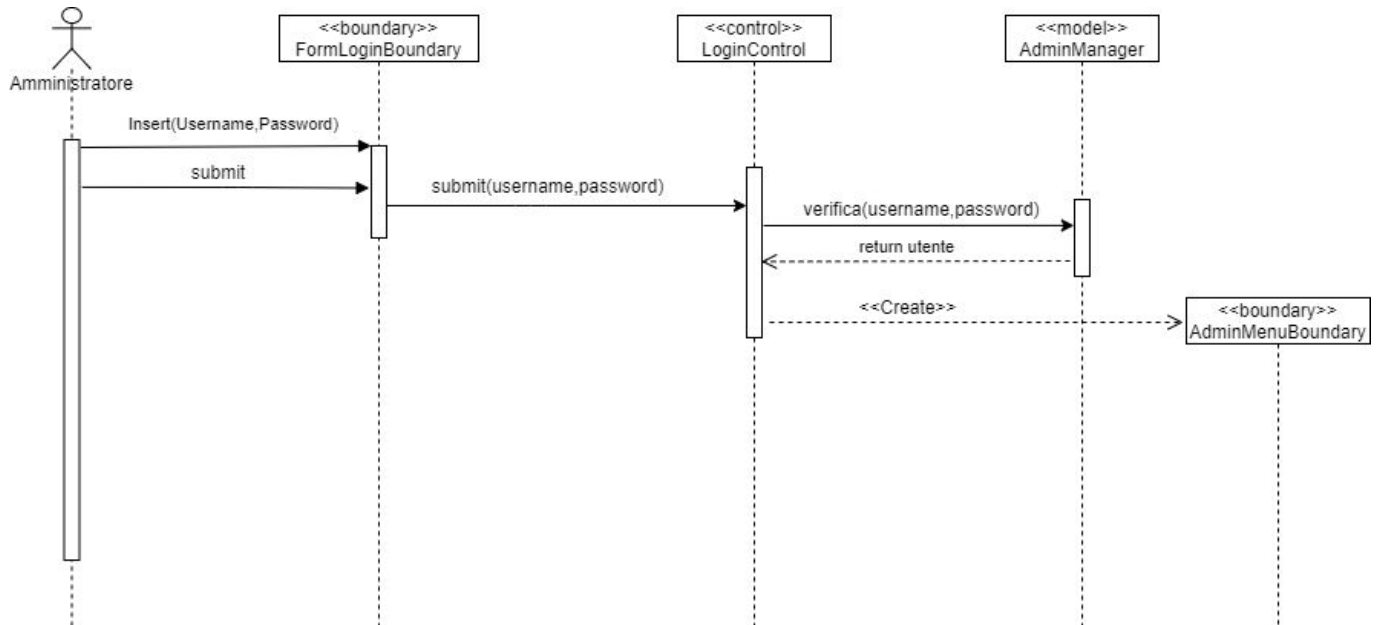 <<boundary>>
FormLoginBoundary
<<control>>
LoginControl
<<model>>
AdminManager
Amministratore
Insert(Username,Password)
submit
submit(username,password)
verifica(username,password)
return utente
<<Create>>
<<boundary>>
AdminMenuBoundary